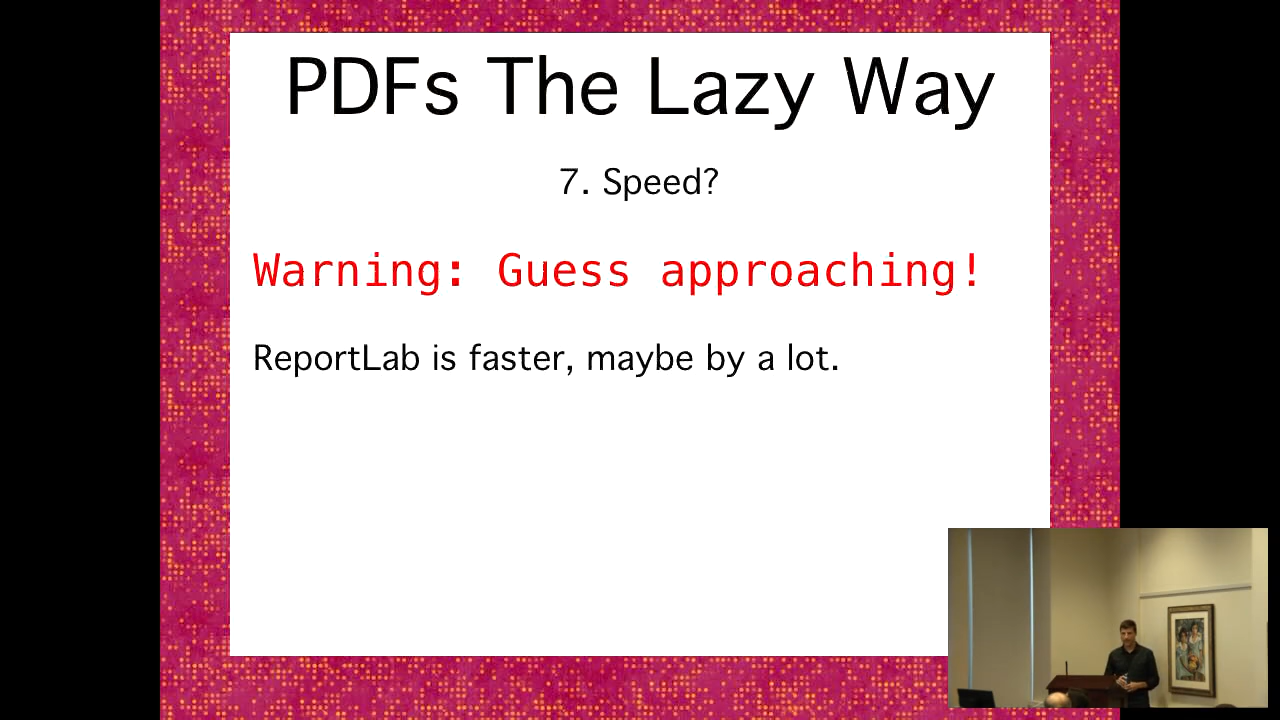 PDFs The Lazy Way
7. Speed?
Warning: Guess approaching!
ReportLab is faster, maybe by a lot.